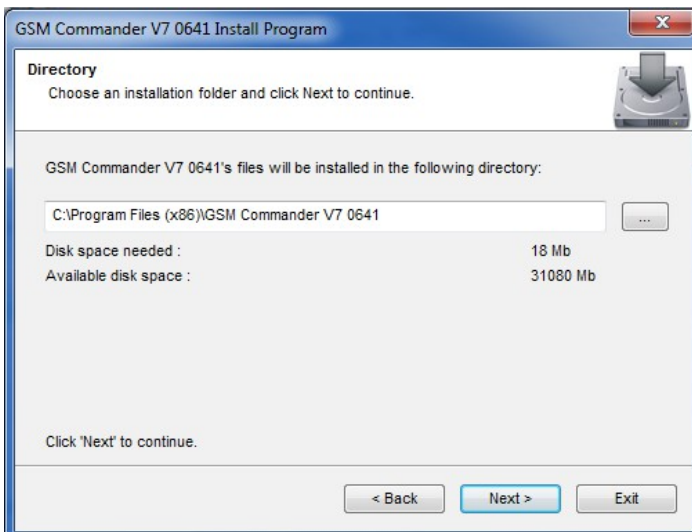 GSM Commander V7 0641 Install Program
Directory
Choose an installation folder and click Next to continue.
GSM Commander V7 0641's files will be installed in the following directory:
C:\Program Files (x86)\GSM Commander V7 0641
...
Disk space needed : 18 Mb
Available disk space : 31080 Mb
Click 'Next' to continue.
< Back Next > Exit